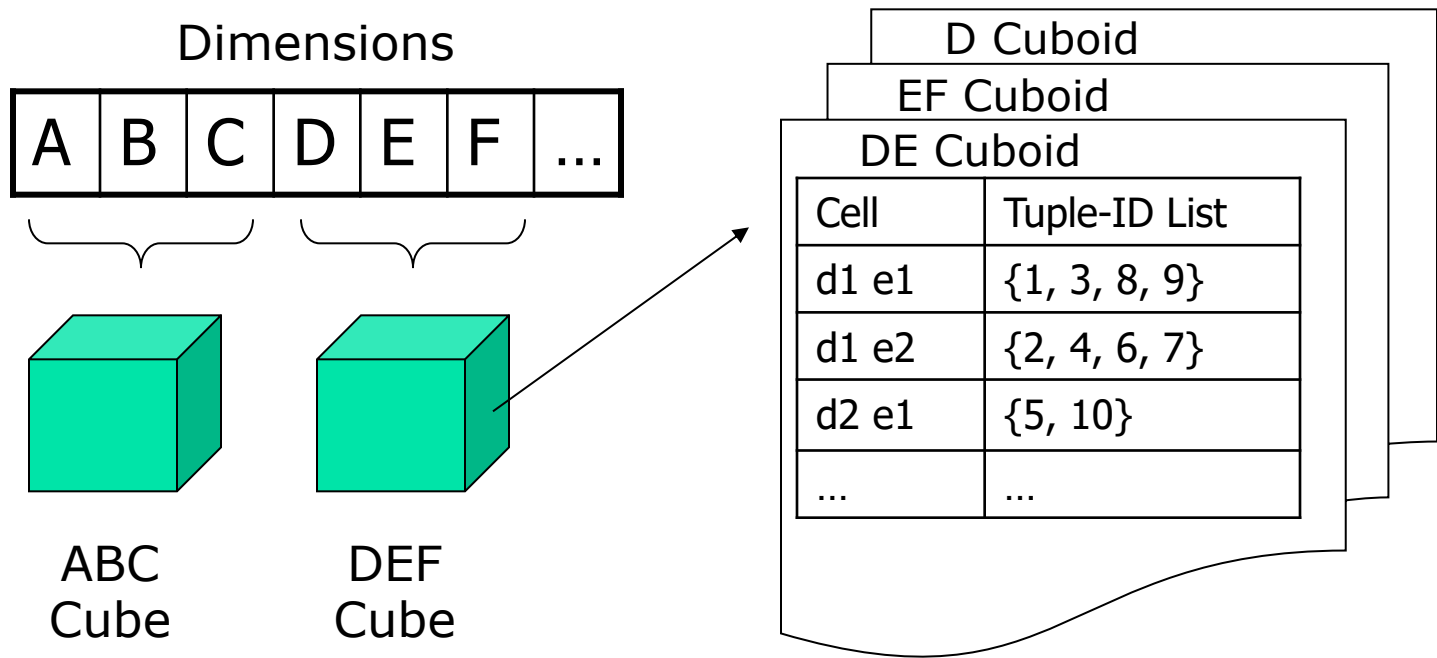 Dimensions
A B C D E F ...
ABC
Cube
DEF
Cube
D Cuboid
EF Cuboid
DE Cuboid
Cell Tuple-ID List
d1 e1 {1, 3, 8, 9}
d1 e2 {2, 4, 6, 7}
d2 e1 {5, 10}
... ...